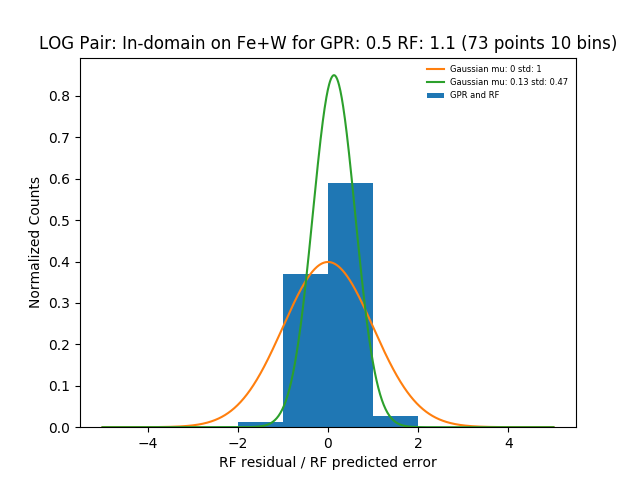 LOG Pair: In-domain on Fe+W for GPR: 0.5 RF: 1.1 (73 points 10 bins)
Gaussian mu: 0 std: 1
Gaussian mu: 0.13 std: 0.47
GPR and RF
Normalized Counts
0.8
0.7
0.6
0.5
0.4
0.3
0.2
0.1
0.0
−4 −2 0 2 4
RF residual / RF predicted error